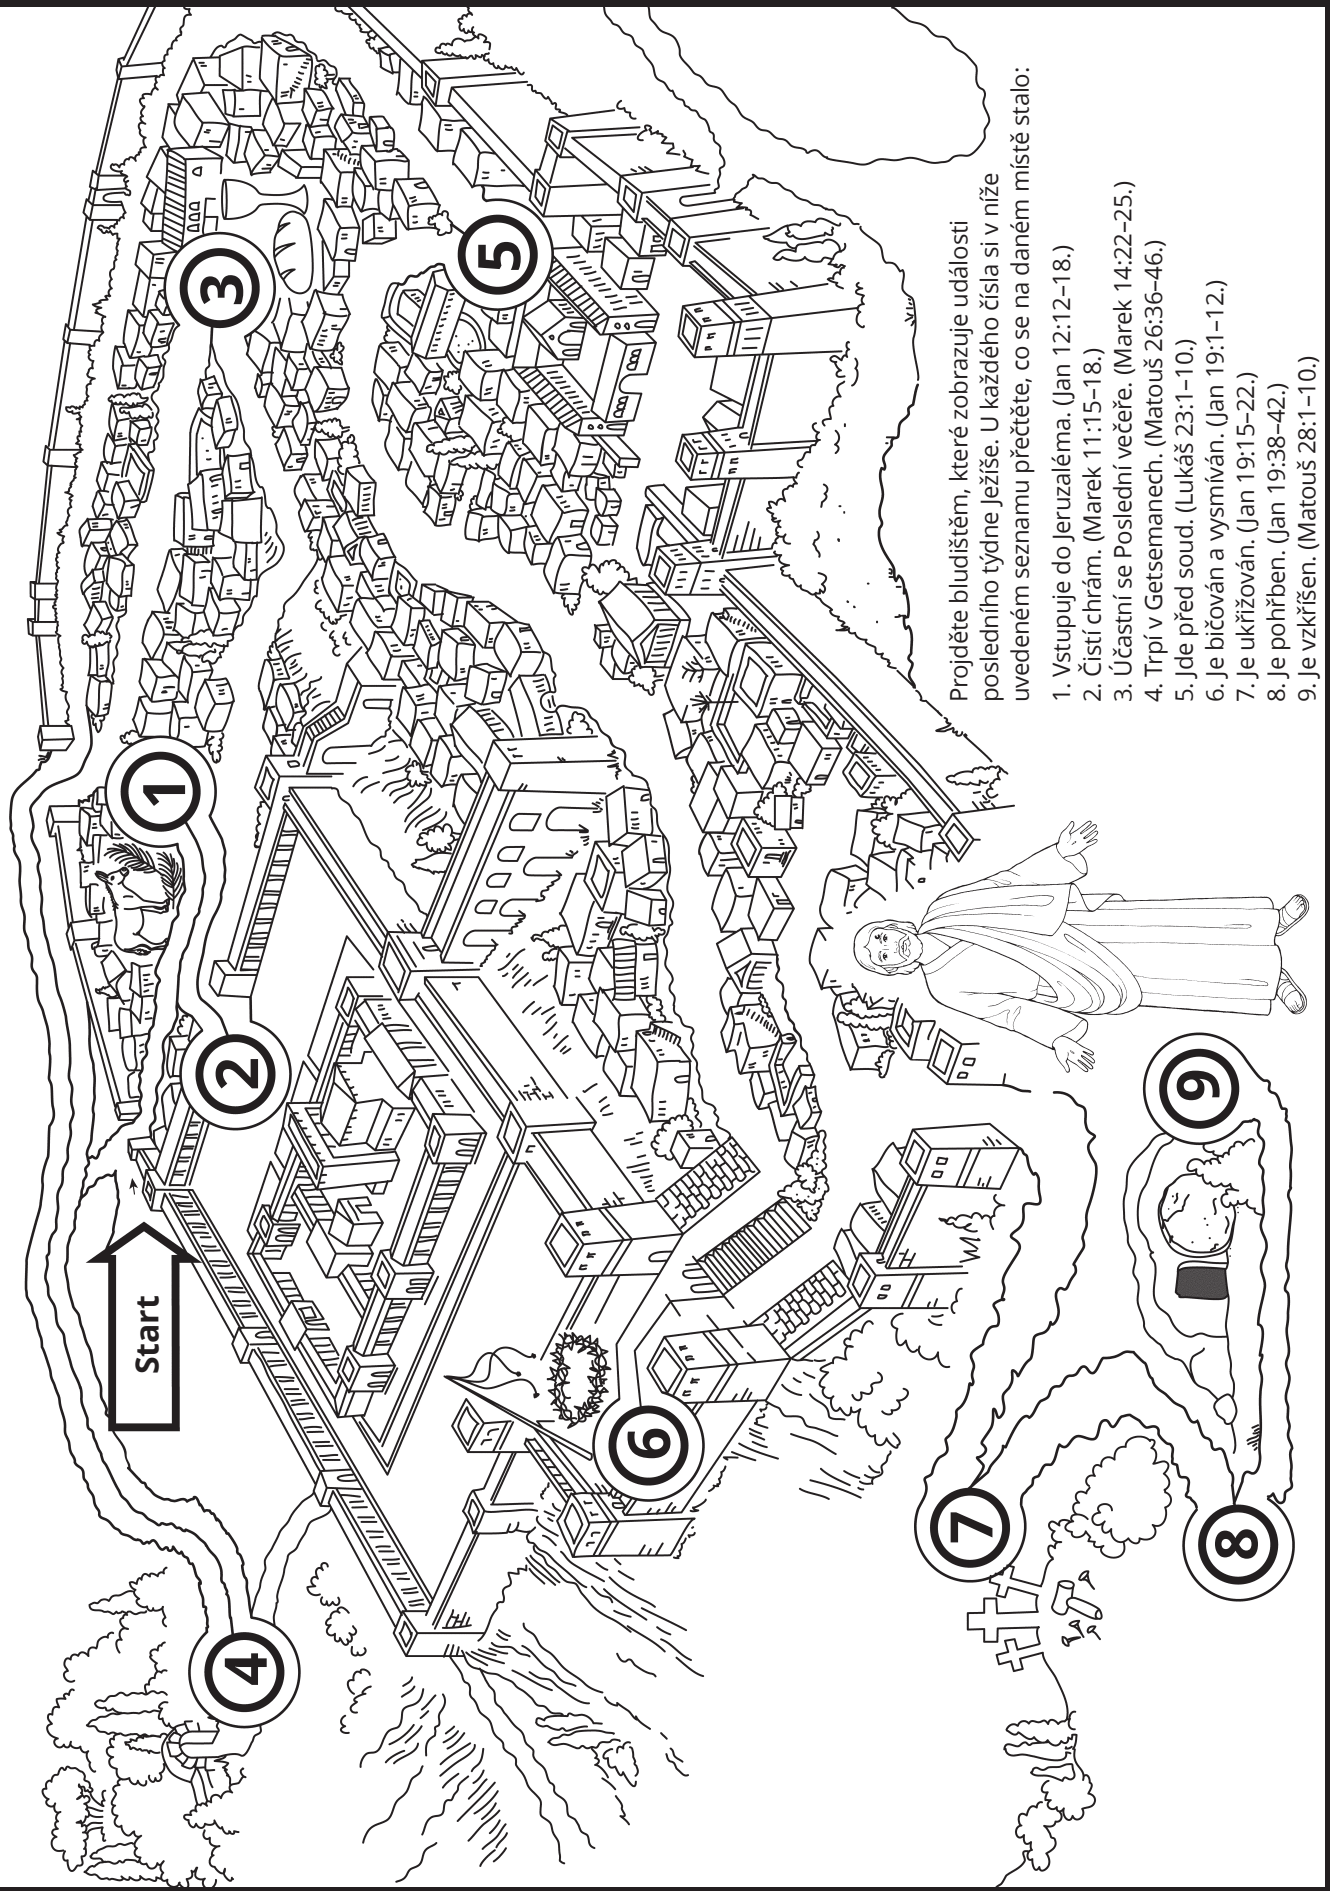 Projděte bludištěm, které zobrazuje události
posledního týdne Ježíše. U každého čísla si v níže
uvedeném seznamu přečtěte, co se na daném místě stalo:
1. Vstupuje do Jeruzaléma. (Jan 12:12–18.)
2. Čistí chrám. (Marek 11:15–18.)
3. Účastní se Poslední večeře. (Marek 14:22–25.)
4. Trpí v Getsemanech. (Matouš 26:36–46.)
5. Jde před soud. (Lukáš 23:1–10.)
6. Je bičován a vysmíván. (Jan 19:1–12.)
7. Je ukřižován. (Jan 19:15–22.)
8. Je pohřben. (Jan 19:38–42.)
9. Je vzkříšen. (Matouš 28:1–10.)
Start
1
2
3
4
5
6
7
8
9